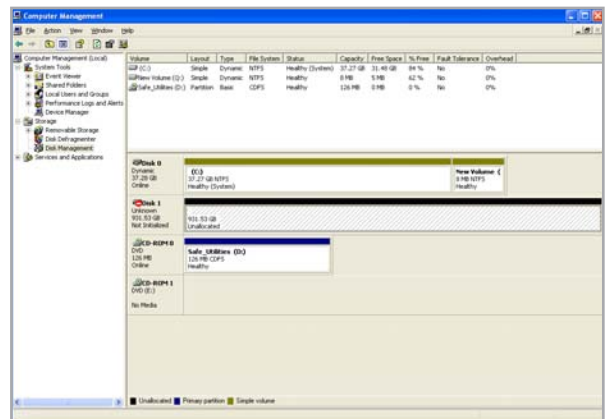 Computer Management
File Action View Window Help
Computer Management (Local)
System Tools
Event Viewer
Shared Folders
Local Users and Groups
Performance Logs and Alerts
Device Manager
Storage
Removable Storage
Disk Defragmenter
Disk Management
Services and Applications
Volume Layout Type File System Status Capacity Free Space % Free Fault Tolerance Overhead
(C:) Simple Dynamic NTFS Healthy (System) 37.27 GB 31.48 GB 84 % No 0%
New Volume (Q:) Simple Dynamic NTFS Healthy 8 MB 5 MB 62 % No 0%
Safe_Utilities (D:) Partition Basic CDFS Healthy 126 MB 0 MB 0 % No 0%
Disk 0
Dynamic
37.28 GB
Online
(C:)
37.27 GB NTFS
Healthy (System)
New Volume (
8 MB NTFS
Healthy
Disk 1
Unknown
931.53 GB
Not Initialized
931.53 GB
Unallocated
CD-ROM 0
DVD
126 MB
Online
Safe_Utilities (D:)
126 MB CDFS
Healthy
CD-ROM 1
DVD (E:)
No Media
Unallocated Primary partition Simple volume